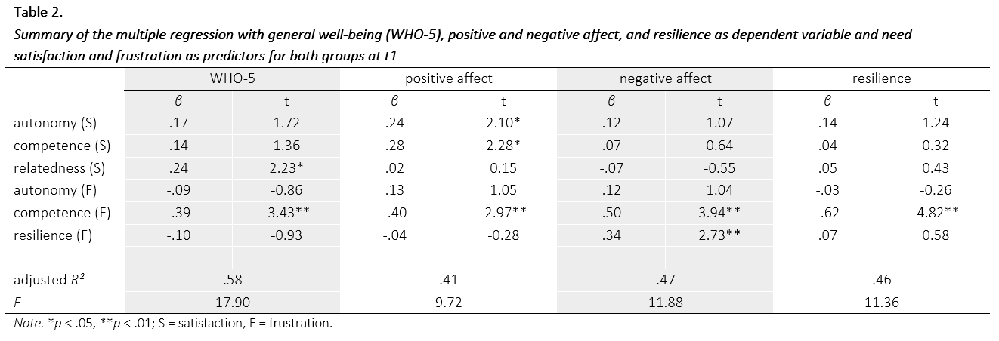 Table 2.
Summary of the multiple regression with general well-being (WHO-5), positive and negative affect, and resilience as dependent variable and need
satisfaction and frustration as predictors for both groups at t1
WHO-5 positive affect negative affect resilience
β t β t β t β t
autonomy (S) .17 1.72 .24 2.10* .12 1.07 .14 1.24
competence (S) .14 1.36 .28 2.28* .07 0.64 .04 0.32
relatedness (S) .24 2.23* .02 0.15 -.07 -0.55 .05 0.43
autonomy (F) -.09 -0.86 .13 1.05 .12 1.04 -.03 -0.26
competence (F) -.39 -3.43** -.40 -2.97** .50 3.94** -.62 -4.82**
resilience (F) -.10 -0.93 -.04 -0.28 .34 2.73** .07 0.58
adjusted R² .58 .41 .47 .46
F 17.90 9.72 11.88 11.36
Note. *p < .05, **p < .01; S = satisfaction, F = frustration.